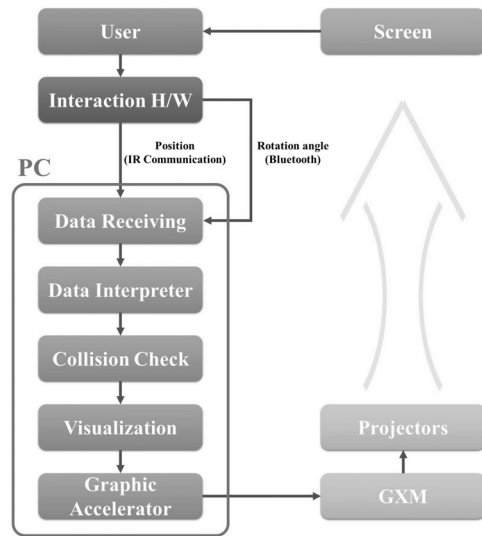 User
Screen
Interaction H/W
Position
(IR Communication)
Rotation angle
(Bluetooth)
PC
Data Receiving
Data Interpreter
Collision Check
Visualization
Projectors
Graphic
Accelerator
GXM